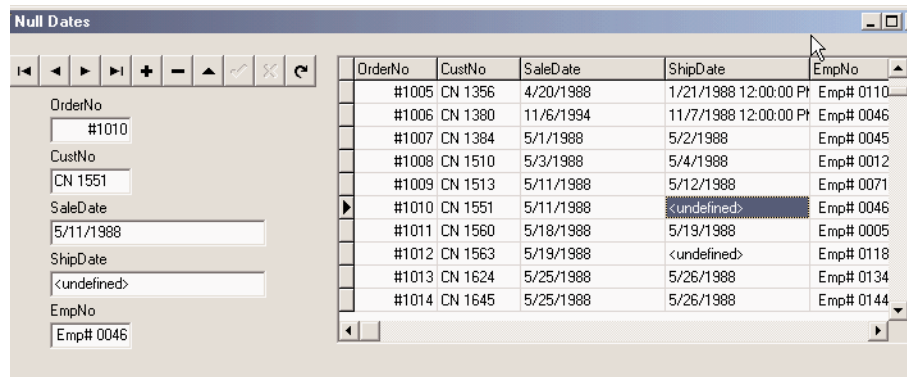 Null Dates
OrderNo
#1010
CustNo
CN 1551
SaleDate
5/11/1988
ShipDate
<undefined>
EmpNo
Emp# 0046
OrderNo CustNo SaleDate ShipDate EmpNo
#1005 CN 1356 4/20/1988 1/21/1988 12:00:00 PM Emp# 0110
#1006 CN 1380 11/6/1994 11/7/1988 12:00:00 PM Emp# 0046
#1007 CN 1384 5/1/1988 5/2/1988 Emp# 0045
#1008 CN 1510 5/3/1988 5/4/1988 Emp# 0012
#1009 CN 1513 5/11/1988 5/12/1988 Emp# 0071
#1010 CN 1551 5/11/1988 <undefined> Emp# 0046
#1011 CN 1560 5/18/1988 5/19/1988 Emp# 0005
#1012 CN 1563 5/19/1988 <undefined> Emp# 0118
#1013 CN 1624 5/25/1988 5/26/1988 Emp# 0134
#1014 CN 1645 5/25/1988 5/26/1988 Emp# 0144